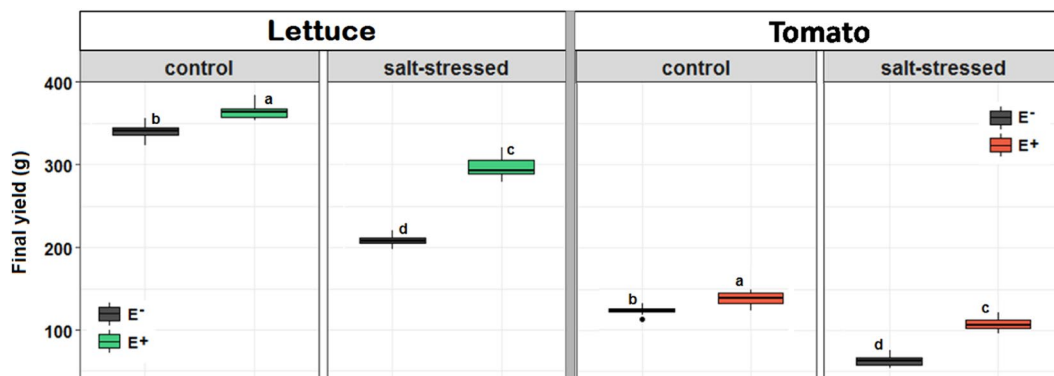 Lettuce Tomato
control salt-stressed control salt-stressed
Final yield (g)
400
300
200
100
b
a
d
c
E-
E+
b
a
d
c
E-
E+